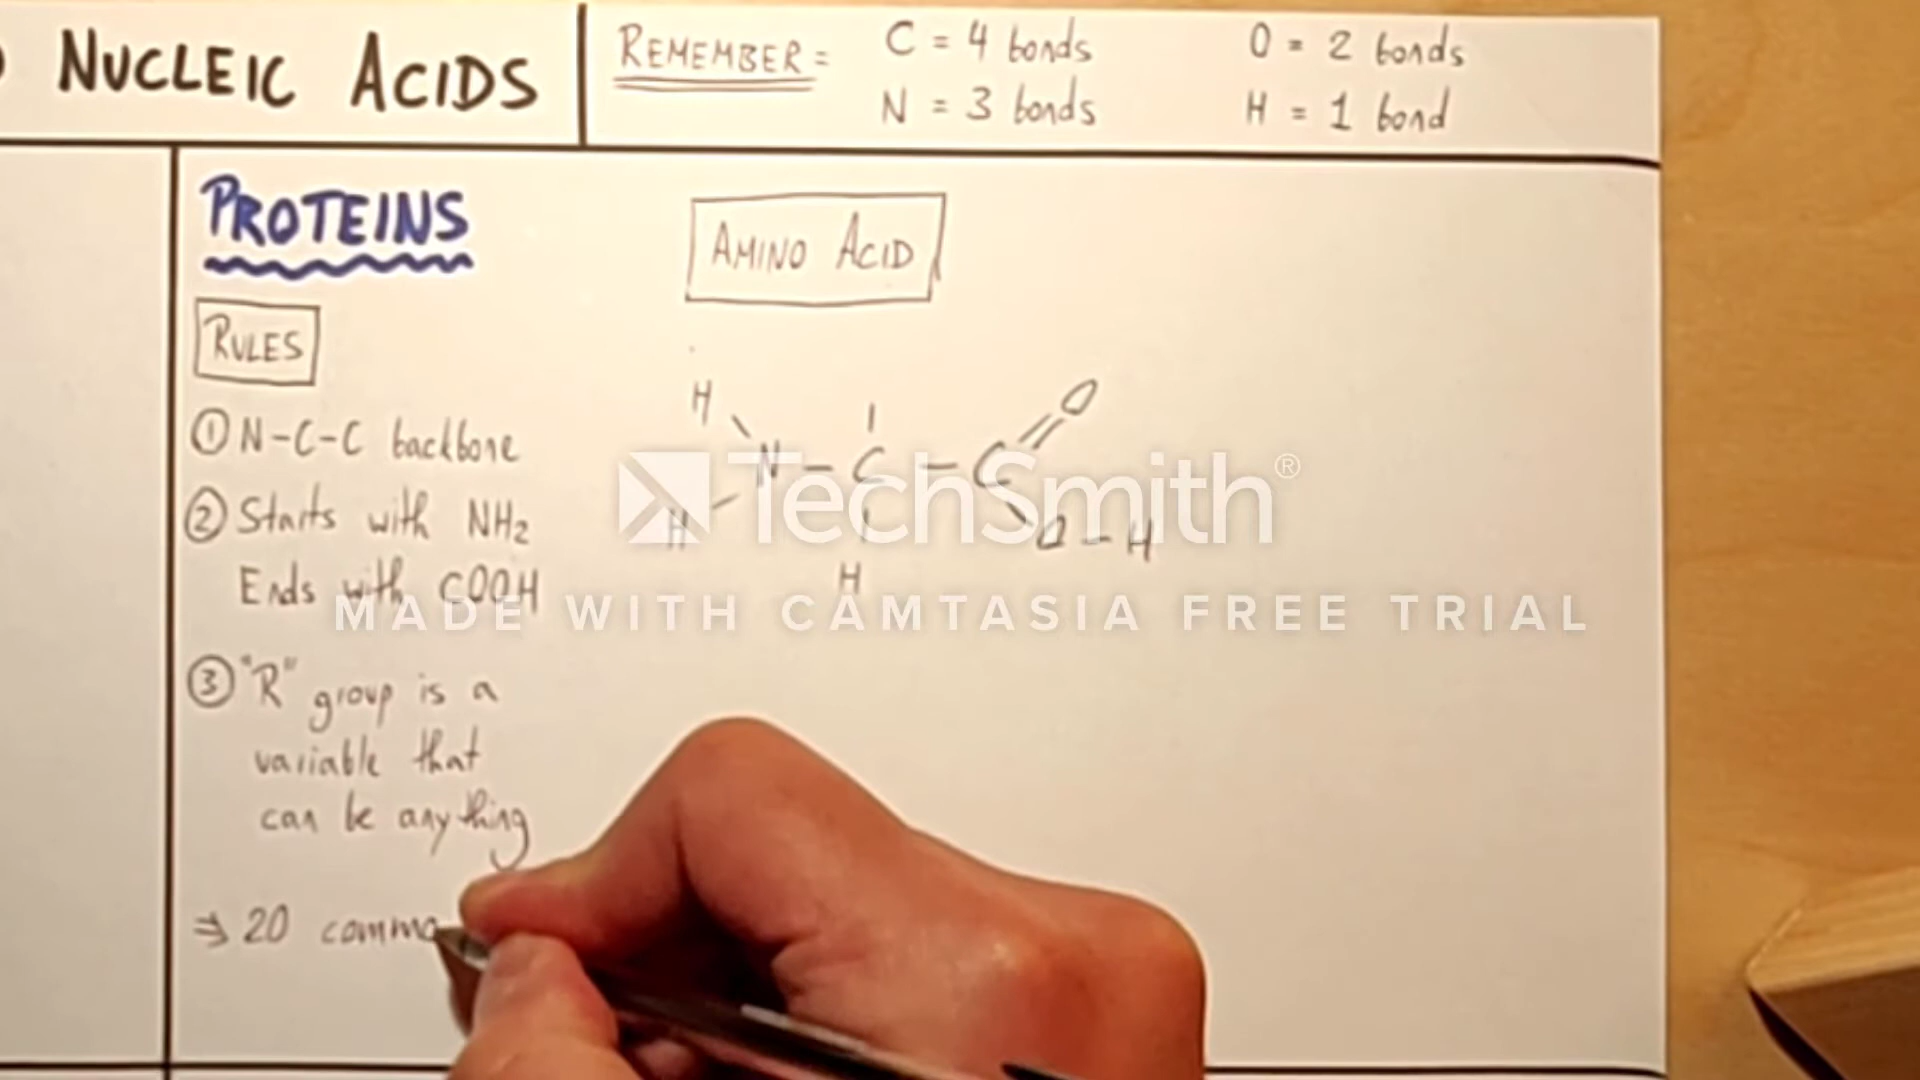 NUCLEIC ACIDS
REMEMBER =
C = 4 bonds
O = 2 bonds
N = 3 bonds
H = 1 bond
PROTEINS
AMINO ACID
RULES
① N-C-C backbone
② Starts with NH2
Ends with COOH
③ "R" group is a
variable that
can be anything
⇒ 20 commo
H
O
N - C - C
H
O - H
H
TechSmith®
MADE WITH CAMTASIA FREE TRIAL